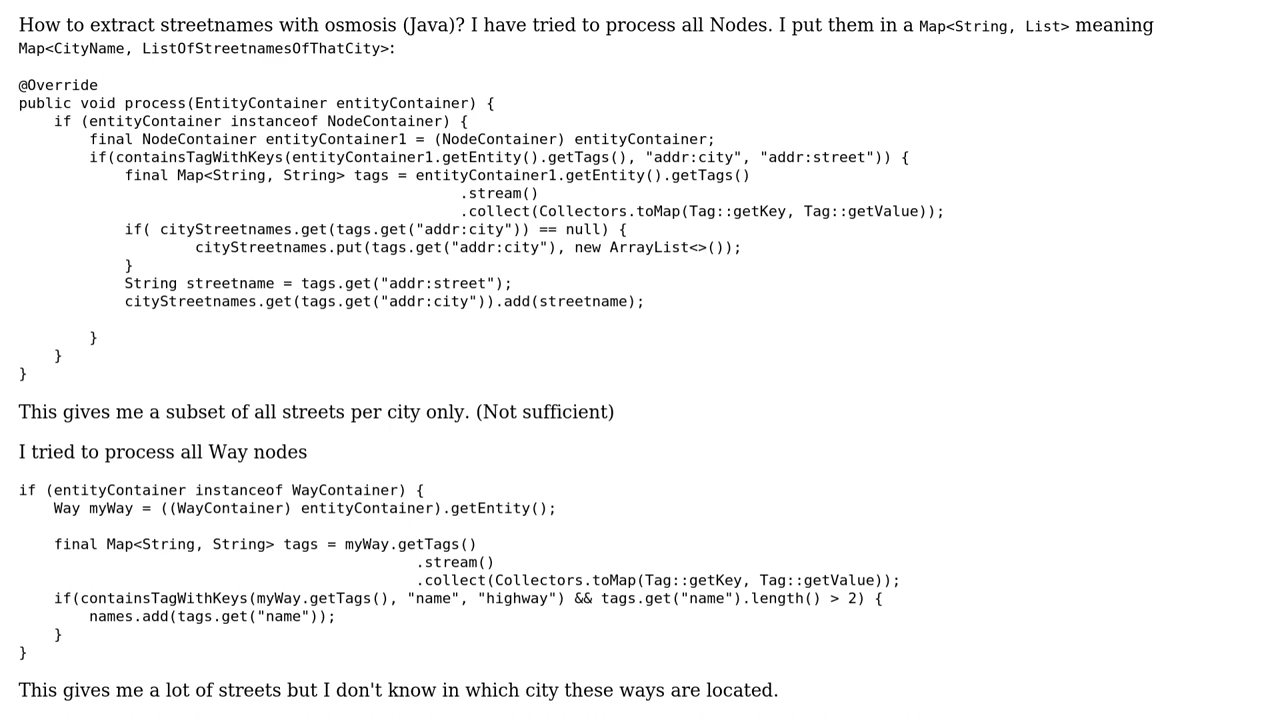 How to extract streetnames with osmosis (Java)? I have tried to process all Nodes. I put them in a Map<String, List> meaning
Map<CityName, ListOfStreetnamesOfThatCity>:
@Override
public void process(EntityContainer entityContainer) {
    if (entityContainer instanceof NodeContainer) {
        final NodeContainer entityContainer1 = (NodeContainer) entityContainer;
        if(containsTagWithKeys(entityContainer1.getEntity().getTags(), "addr:city", "addr:street")) {
            final Map<String, String> tags = entityContainer1.getEntity().getTags()
                                                  .stream()
                                                  .collect(Collectors.toMap(Tag::getKey, Tag::getValue));
            if( cityStreetnames.get(tags.get("addr:city")) == null) {
                    cityStreetnames.put(tags.get("addr:city"), new ArrayList<>());
            }
            String streetname = tags.get("addr:street");
            cityStreetnames.get(tags.get("addr:city")).add(streetname);
        }
    }
}
This gives me a subset of all streets per city only. (Not sufficient)
I tried to process all Way nodes
if (entityContainer instanceof WayContainer) {
    Way myWay = ((WayContainer) entityContainer).getEntity();
    final Map<String, String> tags = myWay.getTags()
                                             .stream()
                                             .collect(Collectors.toMap(Tag::getKey, Tag::getValue));
    if(containsTagWithKeys(myWay.getTags(), "name", "highway") && tags.get("name").length() > 2) {
        names.add(tags.get("name"));
    }
}
This gives me a lot of streets but I don't know in which city these ways are located.